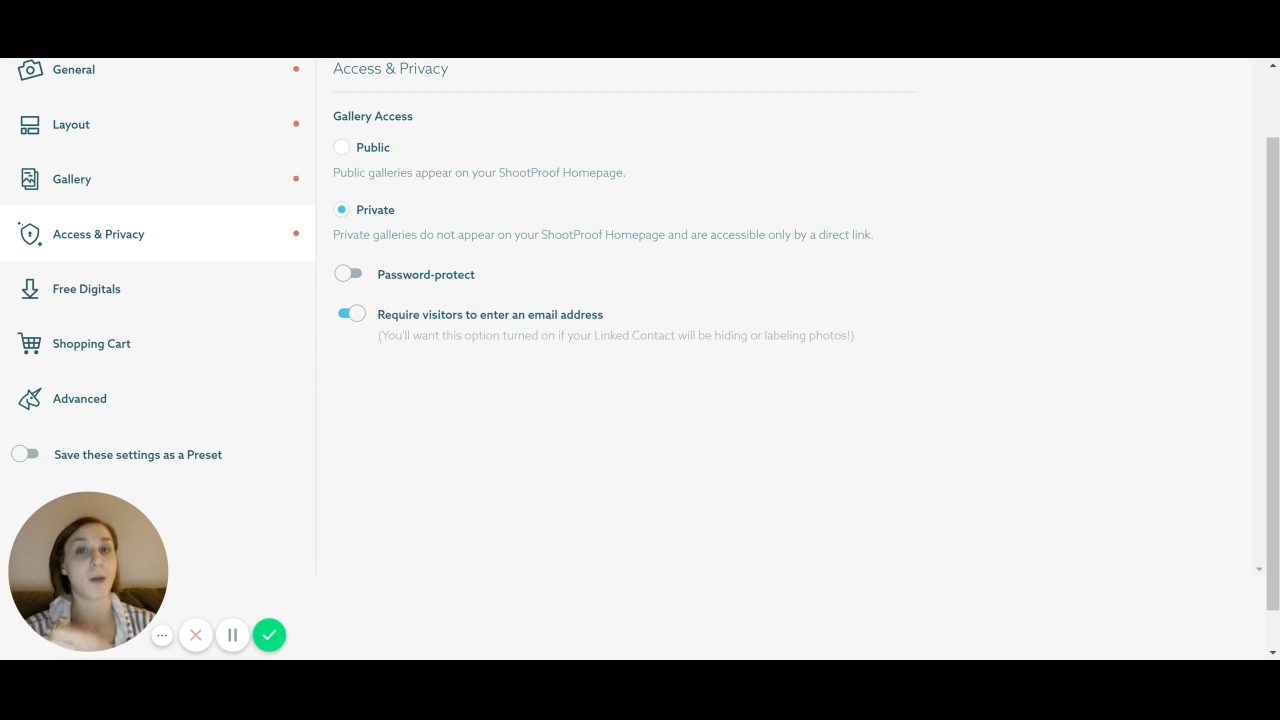 General
Layout
Gallery
Access & Privacy
Free Digitals
Shopping Cart
Advanced
Save these settings as a Preset
Access & Privacy
Gallery Access
Public
Public galleries appear on your ShootProof Homepage.
Private
Private galleries do not appear on your ShootProof Homepage and are accessible only by a direct link.
Password-protect
Require visitors to enter an email address
(You'll want this option turned on if your Linked Contact will be hiding or labeling photos!)